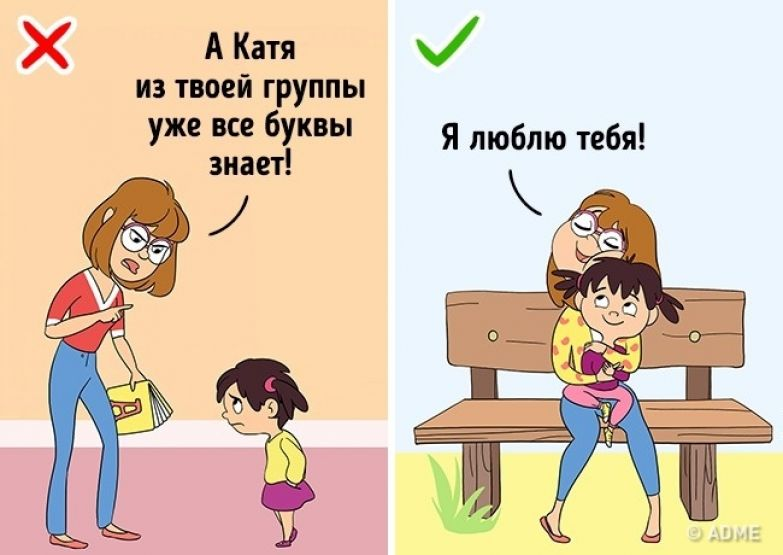 А Катя
из твоей группы
уже все буквы
знает!
Я люблю тебя!
А
© ADME